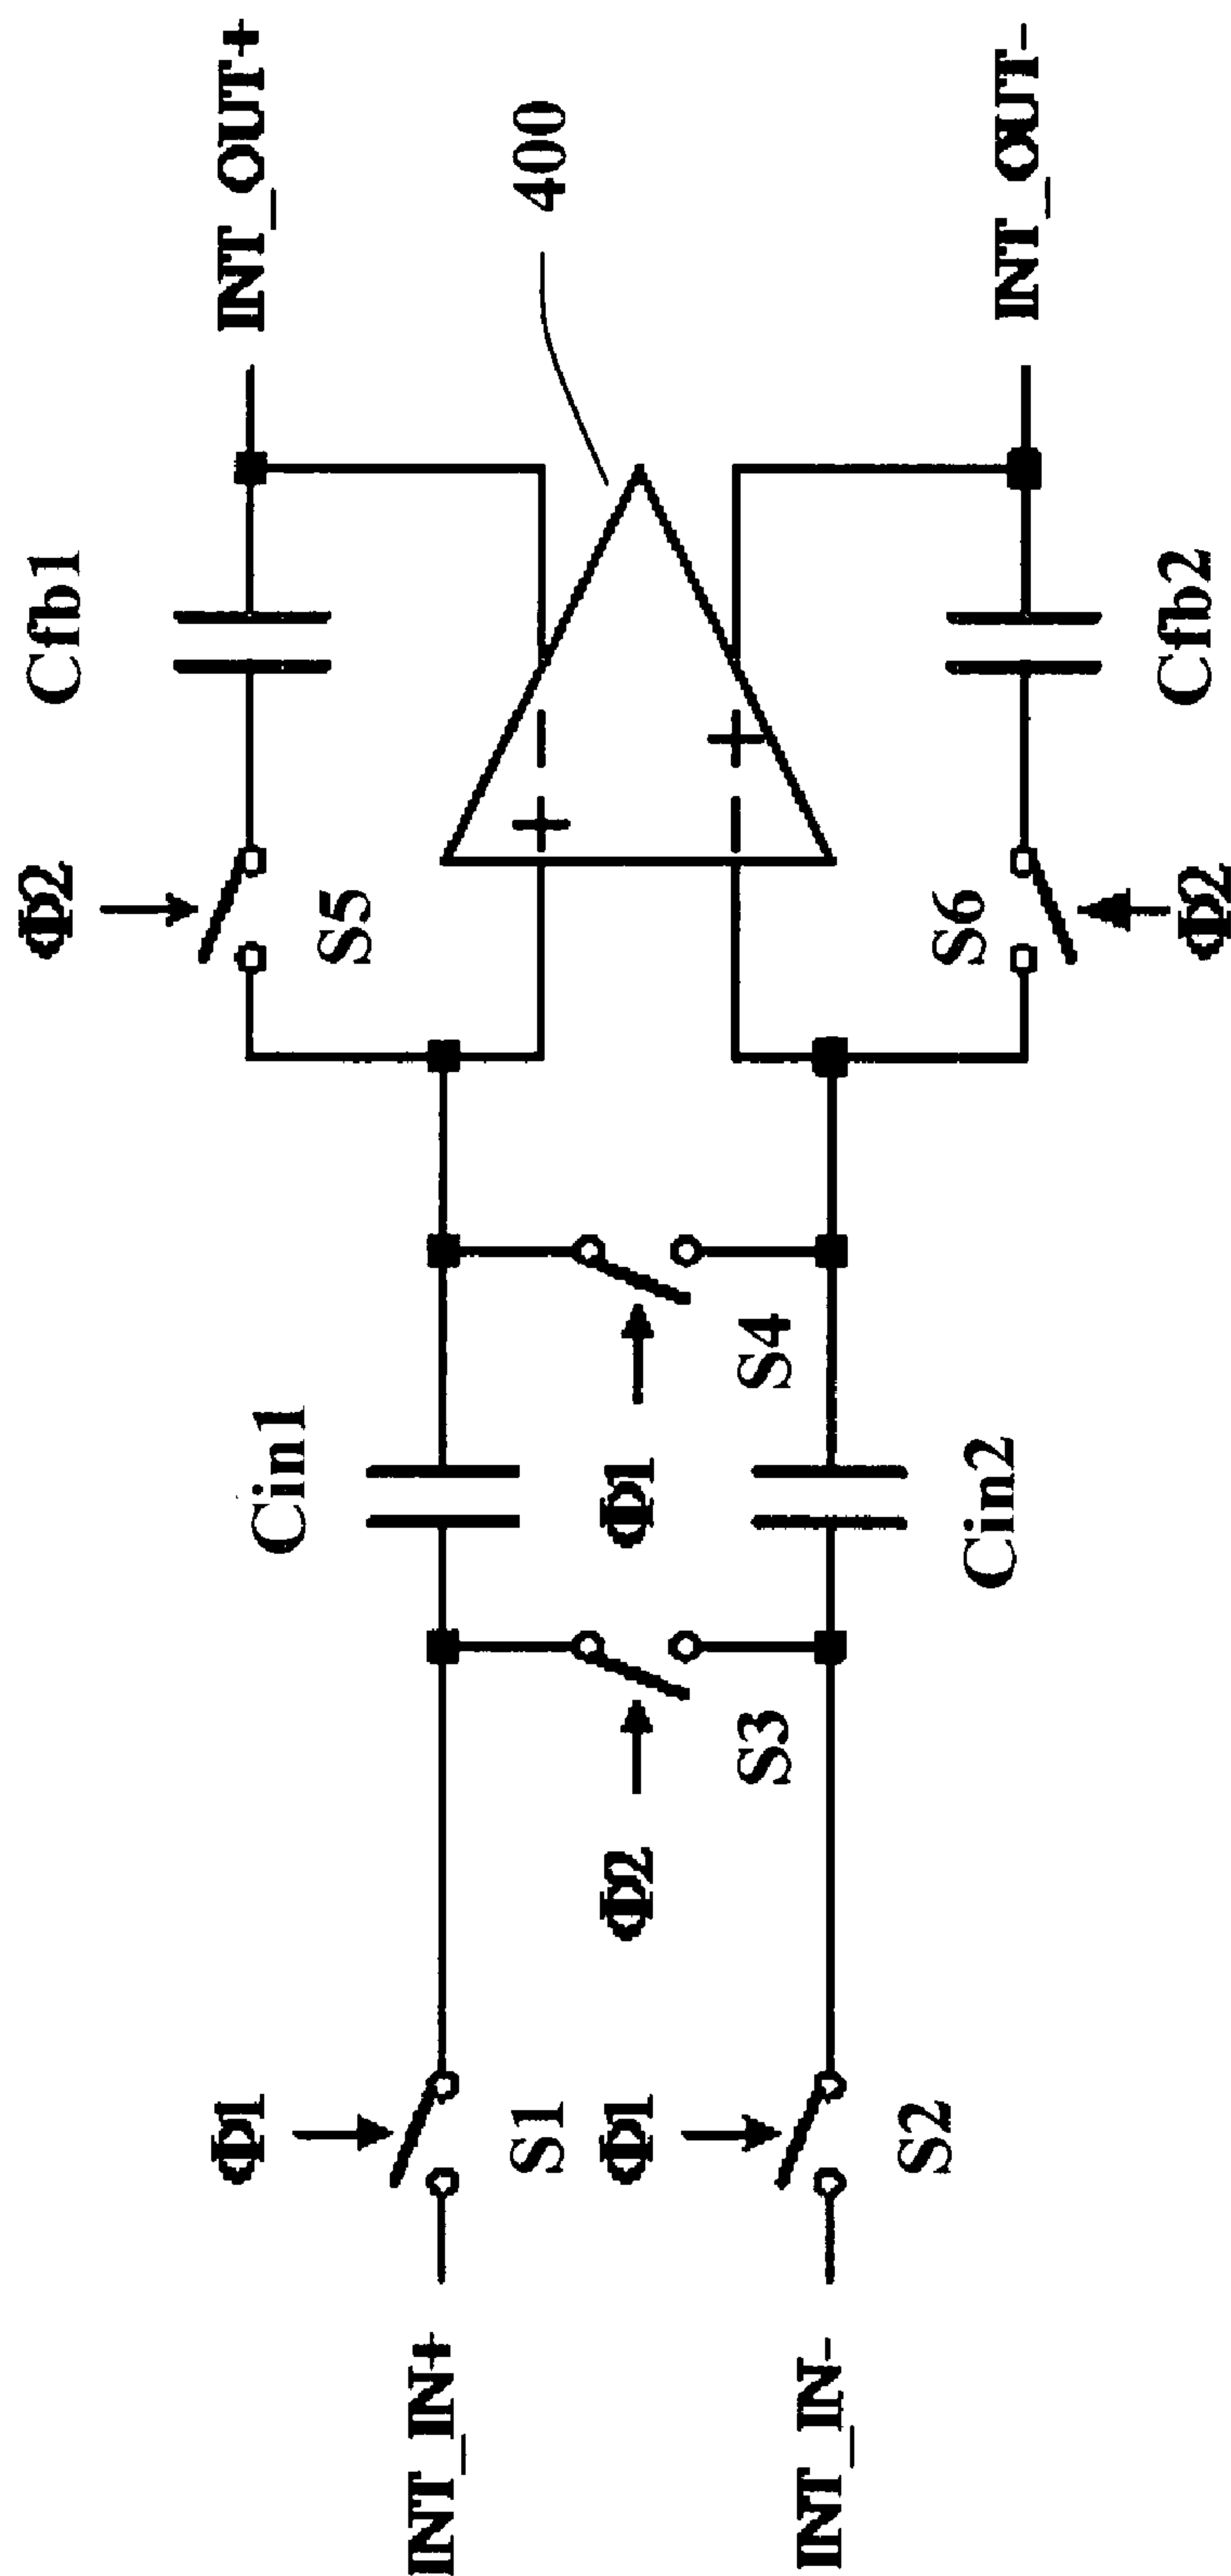 Cfb1
INT_OUT+
Φ2
S5
400
Cin1
Φ1
S1
INT_IN+
Φ1
S4
Φ2
S3
Φ1
S2
INT_IN-
Cin2
S6
Φ2
Cfb2
INT_OUT-